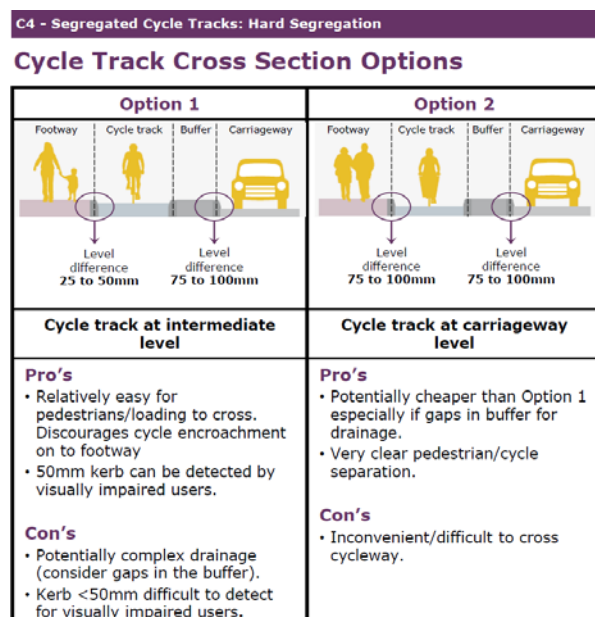 C4 - Segregated Cycle Tracks: Hard Segregation
Cycle Track Cross Section Options
Option 1
Footway Cycle track Buffer Carriageway
Level difference
25 to 50mm
Level difference
75 to 100mm
Cycle track at intermediate
level
Pro's
• Relatively easy for
pedestrians/loading to cross.
Discourages cycle encroachment
on to footway
• 50mm kerb can be detected by
visually impaired users.
Con's
• Potentially complex drainage
(consider gaps in the buffer).
• Kerb <50mm difficult to detect
for visually impaired users.
Option 2
Footway Cycle track Buffer Carriageway
Level difference
75 to 100mm
Level difference
75 to 100mm
Cycle track at carriageway
level
Pro's
• Potentially cheaper than Option 1
especially if gaps in buffer for
drainage.
• Very clear pedestrian/cycle
separation.
Con's
• Inconvenient/difficult to cross
cycleway.